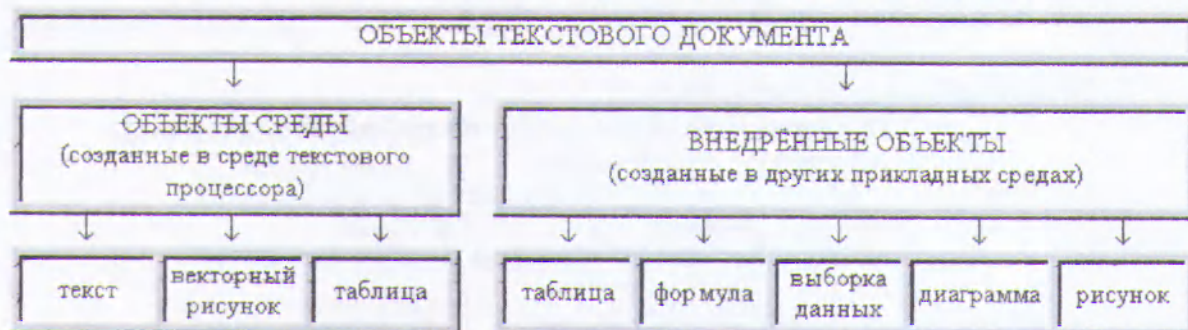 ОБЪЕКТЫ ТЕКСТОВОГО ДОКУМЕНТА
ОБЪЕКТЫ СРЕДЫ
(созданные в среде текстового
процессора)
ВНЕДРЁННЫЕ ОБЪЕКТЫ
(созданные в других прикладных средах)
текст
векторный
рисунок
таблица
таблица
формула
выборка
данных
диаграмма
рисунок